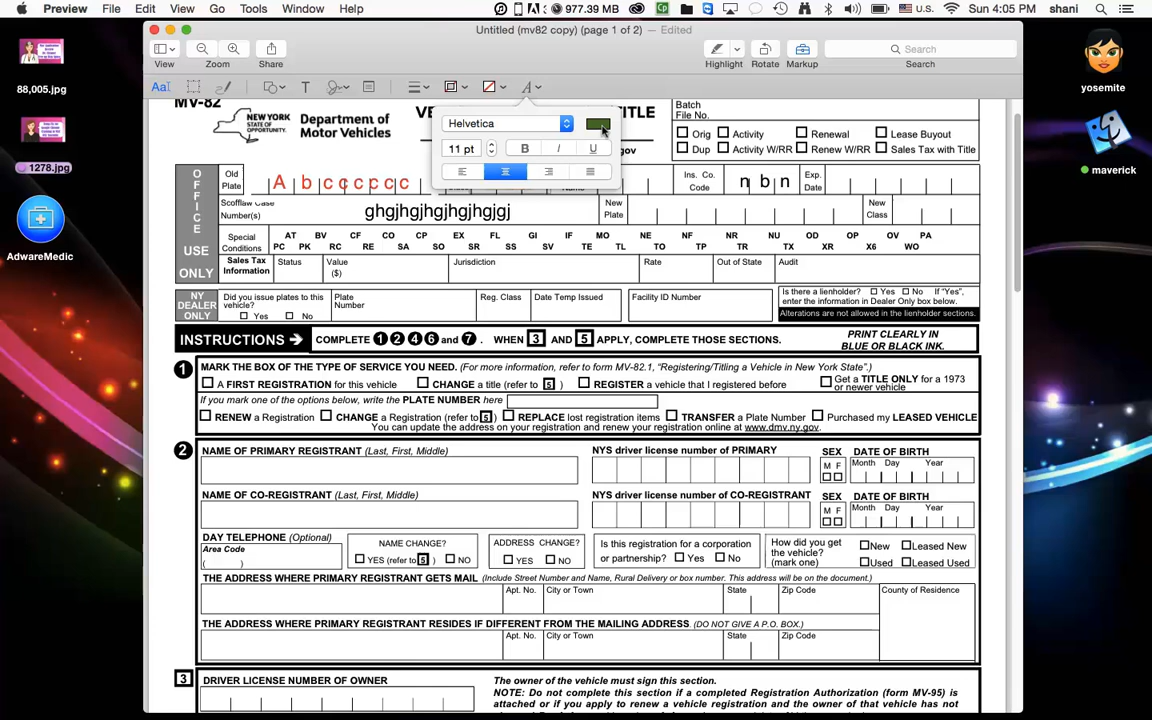 Preview File Edit View Go Tools Window Help 977.39 MB U.S. Sun 4:05 PM shani
Untitled (mv82 copy) (page 1 of 2) — Edited
View Zoom Share Highlight Rotate Markup Search
Search
88,005.jpg
1278.jpg
AdwareMedic
yosemite
maverick
Helvetica
11 pt B I U
MV-82
TITLE
NEW YORK STATE OF OPPORTUNITY.
Department of Motor Vehicles
gov
Batch File No.
Orig Activity Renewal Lease Buyout
Dup Activity W/RR Renew W/RR Sales Tax with Title
OFFICE USE ONLY
Old Plate A b c c c c c c Name Ins. Co. Code n b n Exp. Date
Scofflaw Case Number(s) ghgjhgjhgjhgjhgjgj New Plate New Class
Special Conditions AT BV CF CO CP EX FL GI IF MO NE NF NR NU OD OP OV PA
PC PK RC RE SA SO SR SS SV TE TL TO TP TR TX XR X6 WO
Sales Tax Information Status Value ($) Jurisdiction Rate Out of State Audit
NY DEALER ONLY
Did you issue plates to this vehicle? Yes No
Plate Number Reg. Class Date Temp Issued Facility ID Number
Is there a lienholder? Yes No If "Yes",
enter the information in Dealer Only box below.
Alterations are not allowed in the lienholder sections.
INSTRUCTIONS → COMPLETE 1 2 4 6 and 7 . WHEN 3 AND 5 APPLY, COMPLETE THOSE SECTIONS.
PRINT CLEARLY IN BLUE OR BLACK INK.
1 MARK THE BOX OF THE TYPE OF SERVICE YOU NEED. (For more information, refer to form MV-82.1, "Registering/Titling a Vehicle in New York State".)
A FIRST REGISTRATION for this vehicle CHANGE a title (refer to 5 ) REGISTER a vehicle that I registered before Get a TITLE ONLY for a 1973 or newer vehicle
If you mark one of the options below, write the PLATE NUMBER here
RENEW a Registration CHANGE a Registration (refer to 5 ) REPLACE lost registration items TRANSFER a Plate Number Purchased my LEASED VEHICLE
You can update the address on your registration and renew your registration online at www.dmv.ny.gov.
2 NAME OF PRIMARY REGISTRANT (Last, First, Middle) NYS driver license number of PRIMARY SEX DATE OF BIRTH
M F Month Day Year
NAME OF CO-REGISTRANT (Last, First, Middle) NYS driver license number of CO-REGISTRANT SEX DATE OF BIRTH
M F Month Day Year
DAY TELEPHONE (Optional)
Area Code
( )
NAME CHANGE?
YES (refer to 5 ) NO
ADDRESS CHANGE?
YES NO
Is this registration for a corporation
or partnership? Yes No
How did you get the vehicle? (mark one)
New Leased New
Used Leased Used
THE ADDRESS WHERE PRIMARY REGISTRANT GETS MAIL (Include Street Number and Name, Rural Delivery or box number. This address will be on the document.)
Apt. No. City or Town State Zip Code County of Residence
THE ADDRESS WHERE PRIMARY REGISTRANT RESIDES IF DIFFERENT FROM THE MAILING ADDRESS (DO NOT GIVE A P.O. BOX.)
Apt. No. City or Town State Zip Code
3 DRIVER LICENSE NUMBER OF OWNER
The owner of the vehicle must sign this section.
NOTE: Do not complete this section if a completed Registration Authorization (form MV-95) is
attached or if you apply to renew a vehicle registration and the owner of that vehicle has not